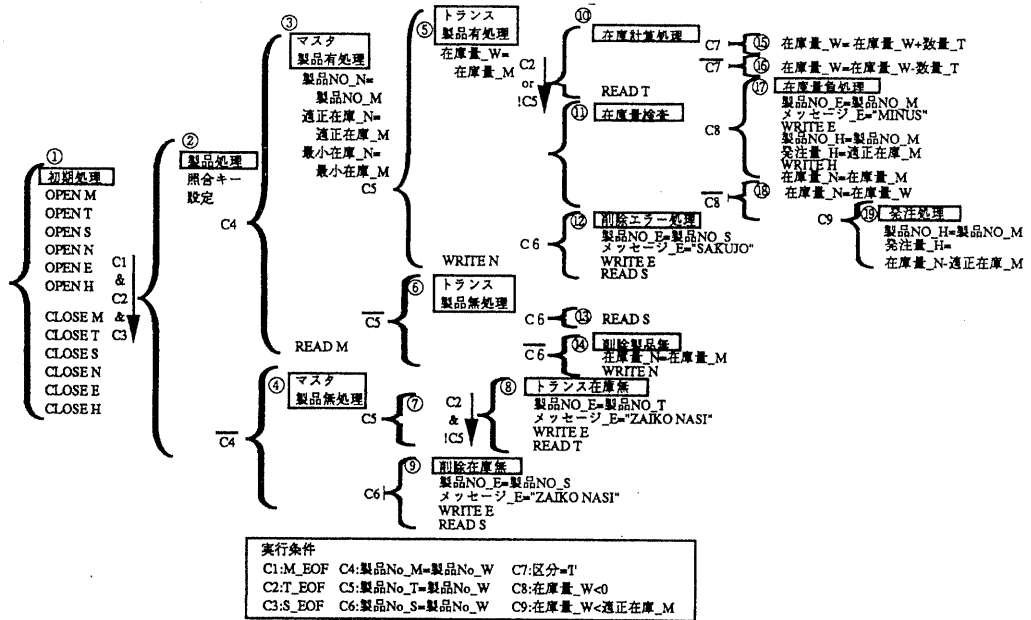 ①
初期処理
OPEN M
OPEN T
OPEN S
OPEN N
OPEN E
OPEN H
CLOSE M
CLOSE T
CLOSE S
CLOSE N
CLOSE E
CLOSE H
C1
&
C2
&
C3
②
製品処理
照合キー
設定
C4
③
マスタ
製品有処理
製品NO_N=
製品NO_M
適正在庫_N=
適正在庫_M
最小在庫_N=
最小在庫_M
C5
READ M
⑤
トランス
製品有処理
在庫量_W=
在庫量_M
WRITE N
C2
or
!C5
⑩
在庫計算処理
READ T
C7
⑮
在庫量_W=在庫量_W+数量_T
C7
⑯
在庫量_W=在庫量_W-数量_T
⑪
在庫量検査
C8
⑰
在庫量負処理
製品NO_E=製品NO_M
メッセージ_E="MINUS"
WRITE E
製品NO_H=製品NO_M
発注量_H=適正在庫_M
WRITE H
在庫量_N=在庫量_M
C8
⑱
在庫量_N=在庫量_W
C9
⑲
発注処理
製品NO_H=製品NO_M
発注量_H=
在庫量_N-適正在庫_M
C6
⑫
削除エラー処理
製品NO_E=製品NO_S
メッセージ_E="SAKUJO"
WRITE E
READ S
C5
⑥
トランス
製品無処理
C6
⑬
READ S
C6
⑭
削除製品無
在庫量_N=在庫量_M
WRITE N
C4
④
マスタ
製品無処理
C5
⑦
C2
&
!C5
⑧
トランス在庫無
製品NO_E=製品NO_T
メッセージ_E="ZAIKO NASI"
WRITE E
READ T
C6
⑨
削除在庫無
製品NO_E=製品NO_S
メッセージ_E="ZAIKO NASI"
WRITE E
READ S
実行条件
C1:M_EOF C4:製品No_M=製品No_W C7:区分='T'
C2:T_EOF C5:製品No_T=製品No_W C8:在庫量_W<0
C3:S_EOF C6:製品No_S=製品No_W C9:在庫量_W<適正在庫_M